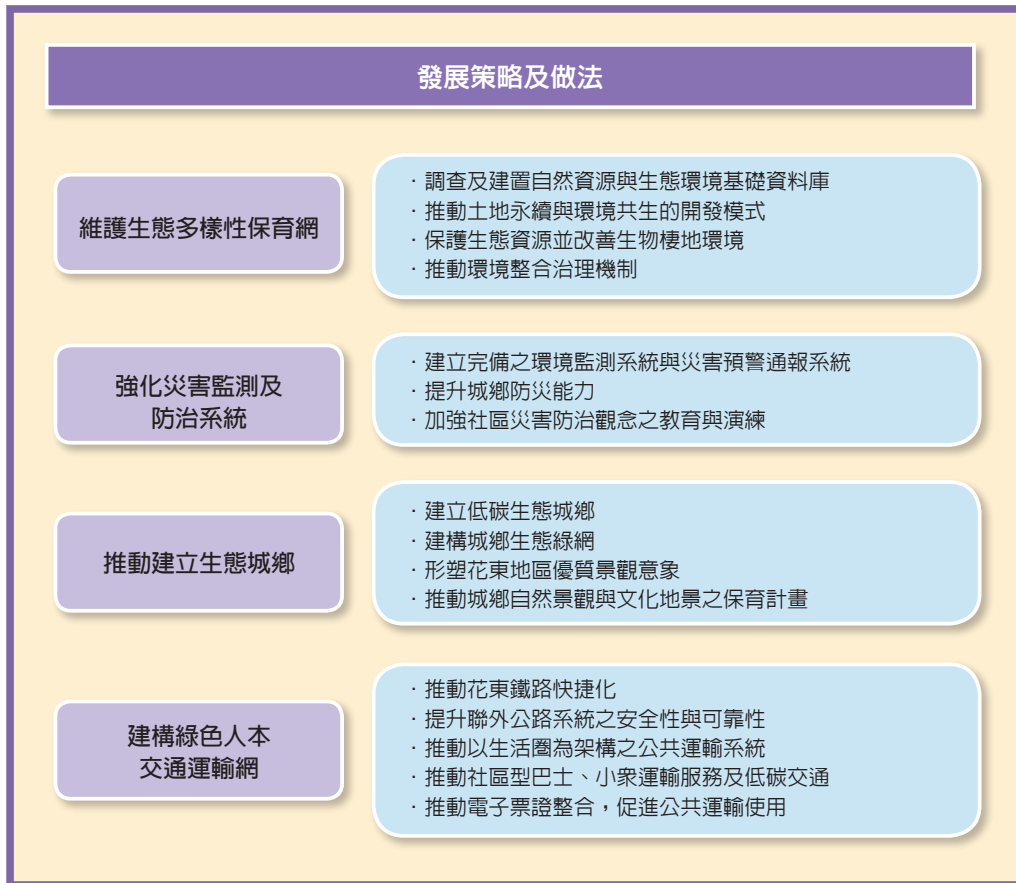 發展策略及做法
維護生態多樣性保育網
·調查及建置自然資源與生態環境基礎資料庫
·推動土地永續與環境共生的開發模式
·保護生態資源並改善生物棲地環境
·推動環境整合治理機制
強化災害監測及
防治系統
·建立完備之環境監測系統與災害預警通報系統
·提升城鄉防災能力
·加強社區災害防治觀念之教育與演練
推動建立生態城鄉
·建立低碳生態城鄉
·建構城鄉生態綠網
·形塑花東地區優質景觀意象
·推動城鄉自然景觀與文化地景之保育計畫
建構綠色人本
交通運輸網
·推動花東鐵路快捷化
·提升聯外公路系統之安全性與可靠性
·推動以生活圈為架構之公共運輸系統
·推動社區型巴士、小眾運輸服務及低碳交通
·推動電子票證整合，促進公共運輸使用